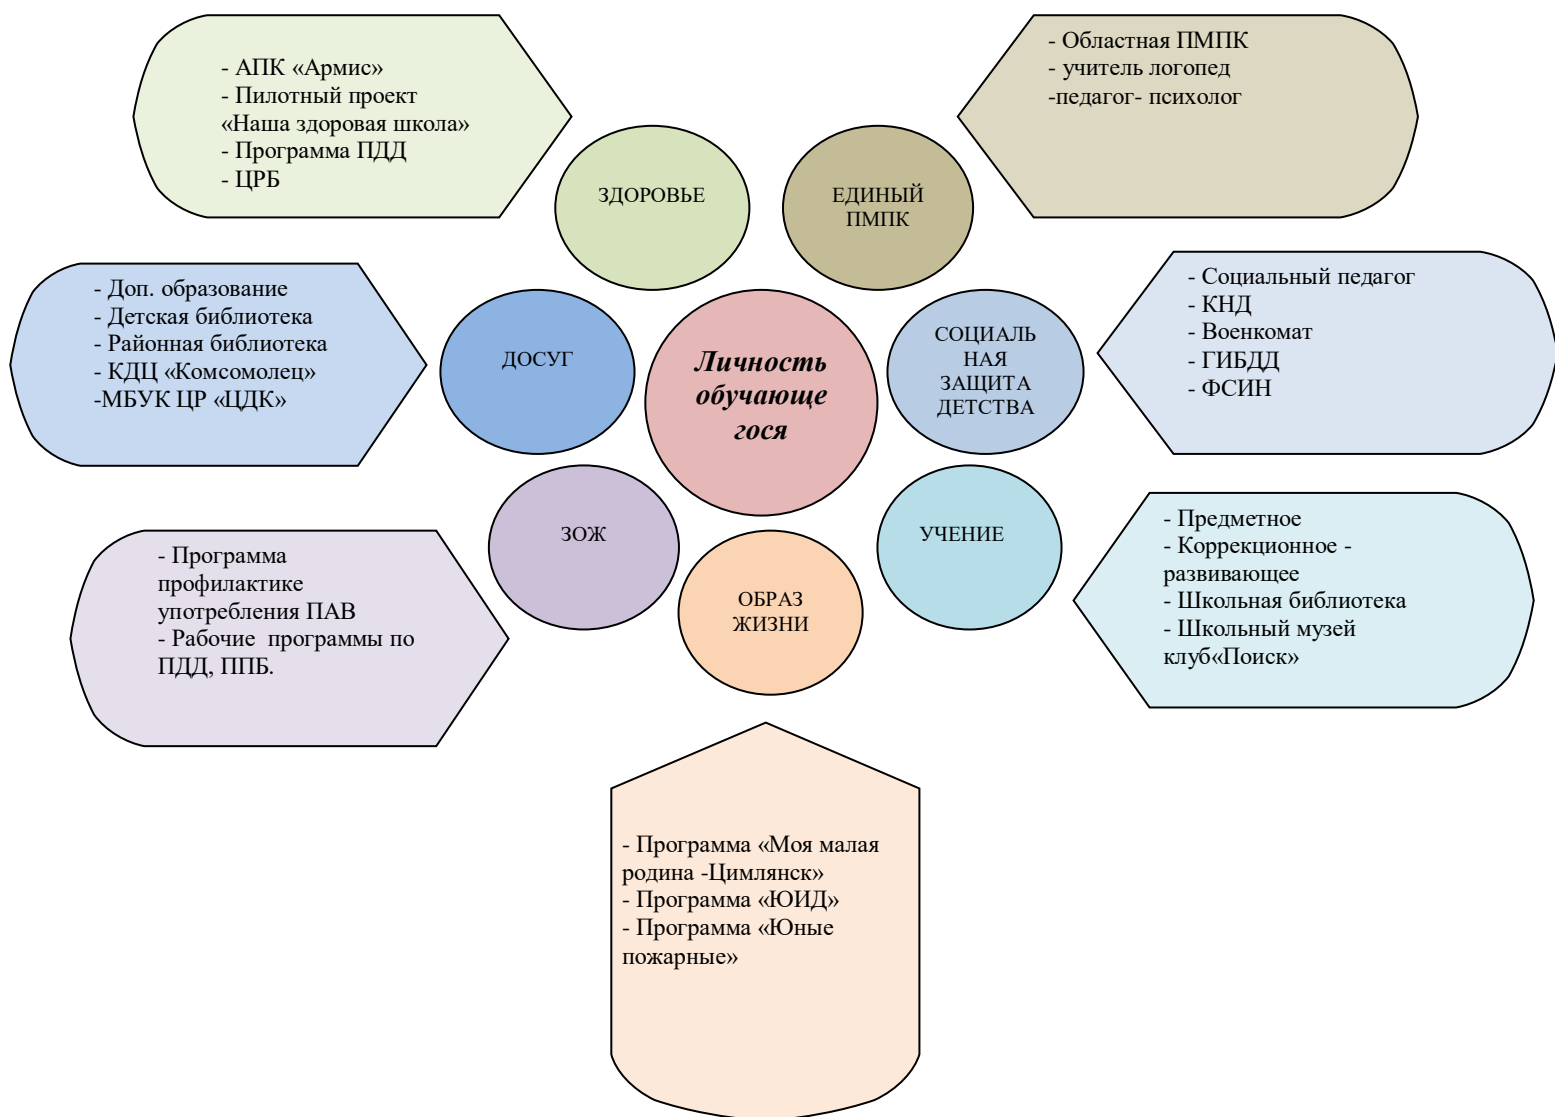 - АПК «Армис»
- Пилотный проект
«Наша здоровая школа»
- Программа ПДД
- ЦРБ
- Областная ПМПК
- учитель логопед
-педагог- психолог
ЗДОРОВЬЕ
ЕДИНЫЙ
ПМПК
- Доп. образование
- Детская библиотека
- Районная библиотека
- КДЦ «Комсомолец»
-МБУК ЦР «ЦДК»
ДОСУГ
Личность
обучающе
гося
СОЦИАЛЬ
НАЯ
ЗАЩИТА
ДЕТСТВА
- Социальный педагог
- КНД
- Военкомат
- ГИБДД
- ФСИН
- Программа
профилактике
употребления ПАВ
- Рабочие программы по
ПДД, ППБ.
ЗОЖ
ОБРАЗ
ЖИЗНИ
УЧЕНИЕ
- Предметное
- Коррекционное -
развивающее
- Школьная библиотека
- Школьный музей
клуб«Поиск»
- Программа «Моя малая
родина -Цимлянск»
- Программа «ЮИД»
- Программа «Юные
пожарные»